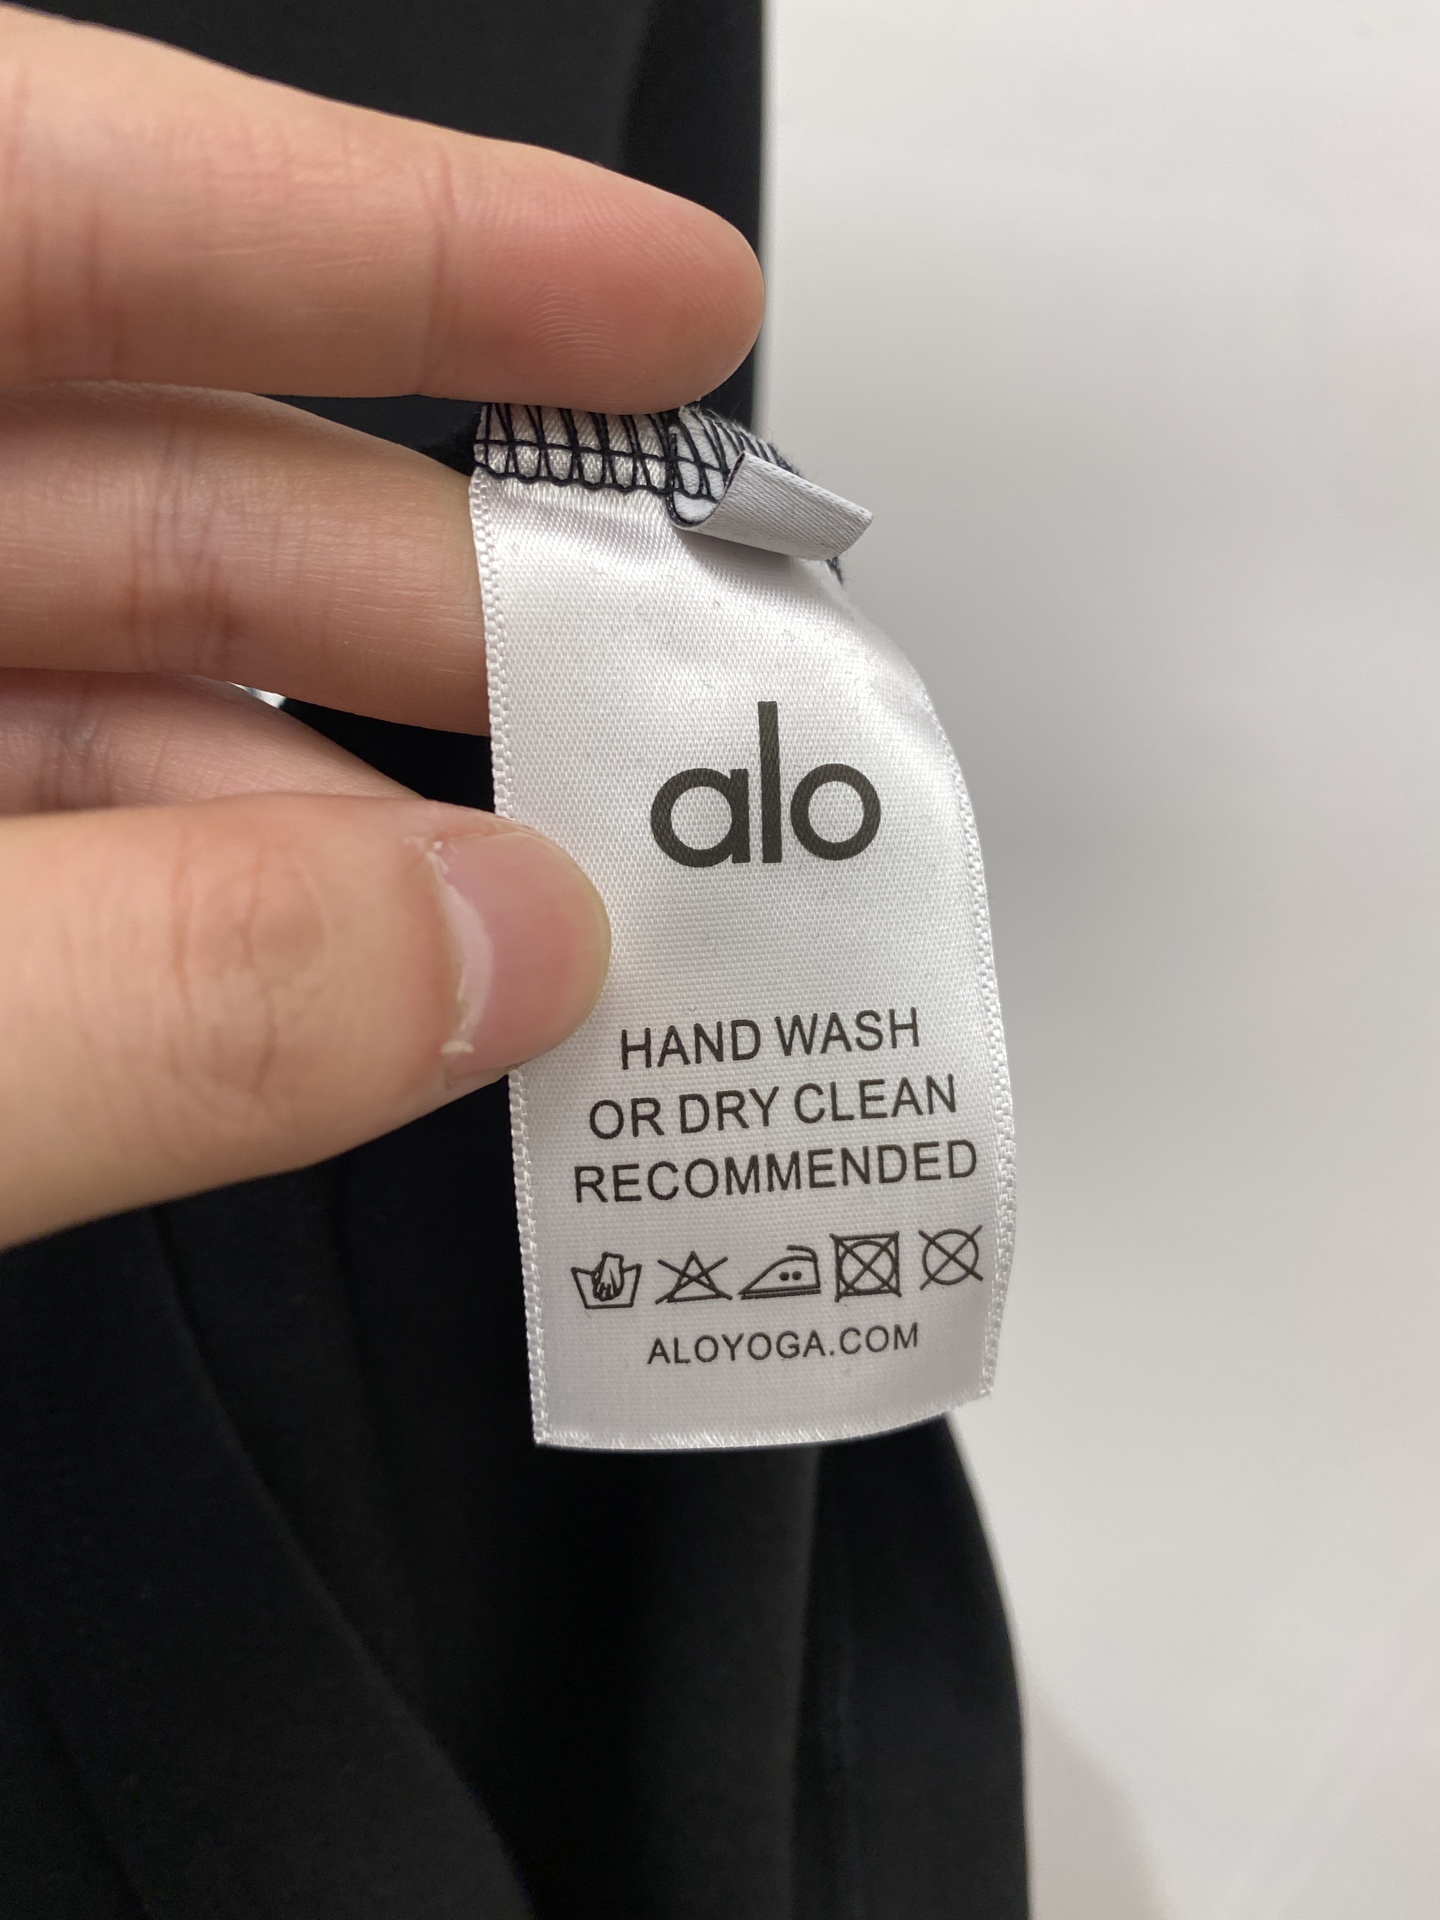 alo
HAND WASH
OR DRY CLEAN
RECOMMENDED
ALOYOGA.COM